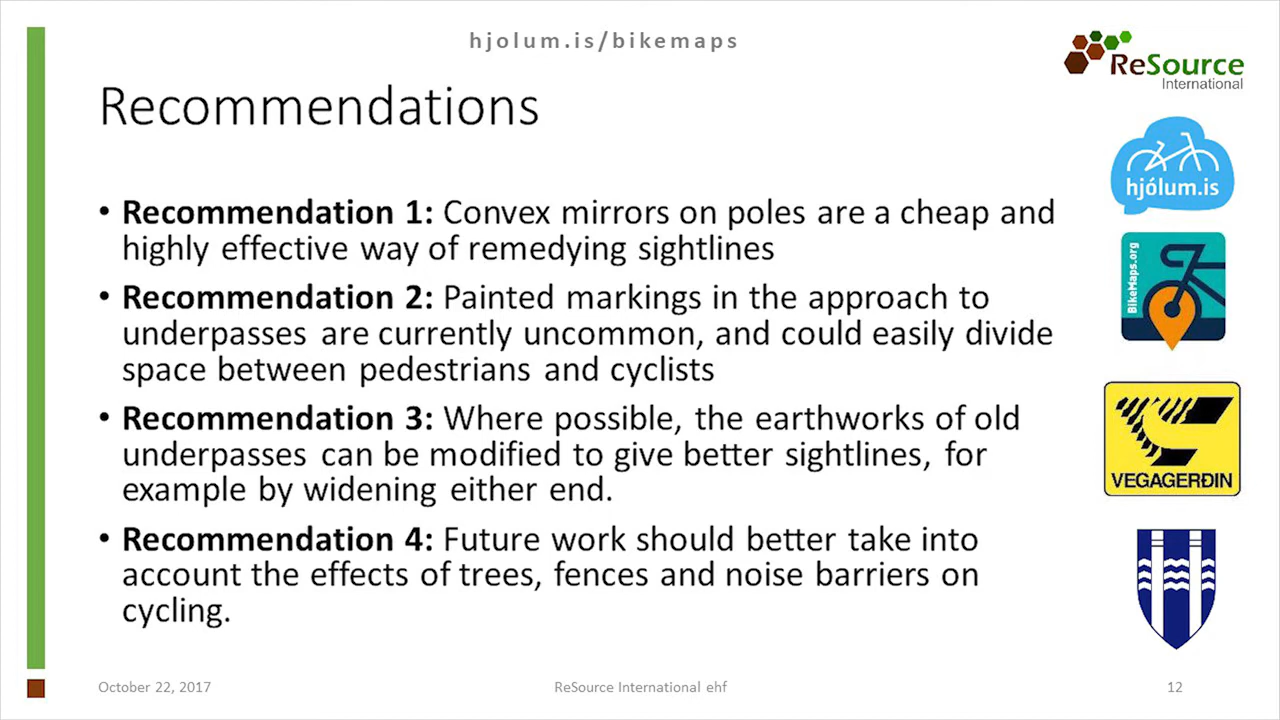 hjolum.is/bikemaps
ReSource
International
Recommendations
hjólum.is
BikeMaps.org
• Recommendation 1: Convex mirrors on poles are a cheap and
highly effective way of remedying sightlines
• Recommendation 2: Painted markings in the approach to
underpasses are currently uncommon, and could easily divide
space between pedestrians and cyclists
• Recommendation 3: Where possible, the earthworks of old
underpasses can be modified to give better sightlines, for
example by widening either end.
• Recommendation 4: Future work should better take into
account the effects of trees, fences and noise barriers on
cycling.
VEGAGERÐIN
October 22, 2017
ReSource International ehf
12